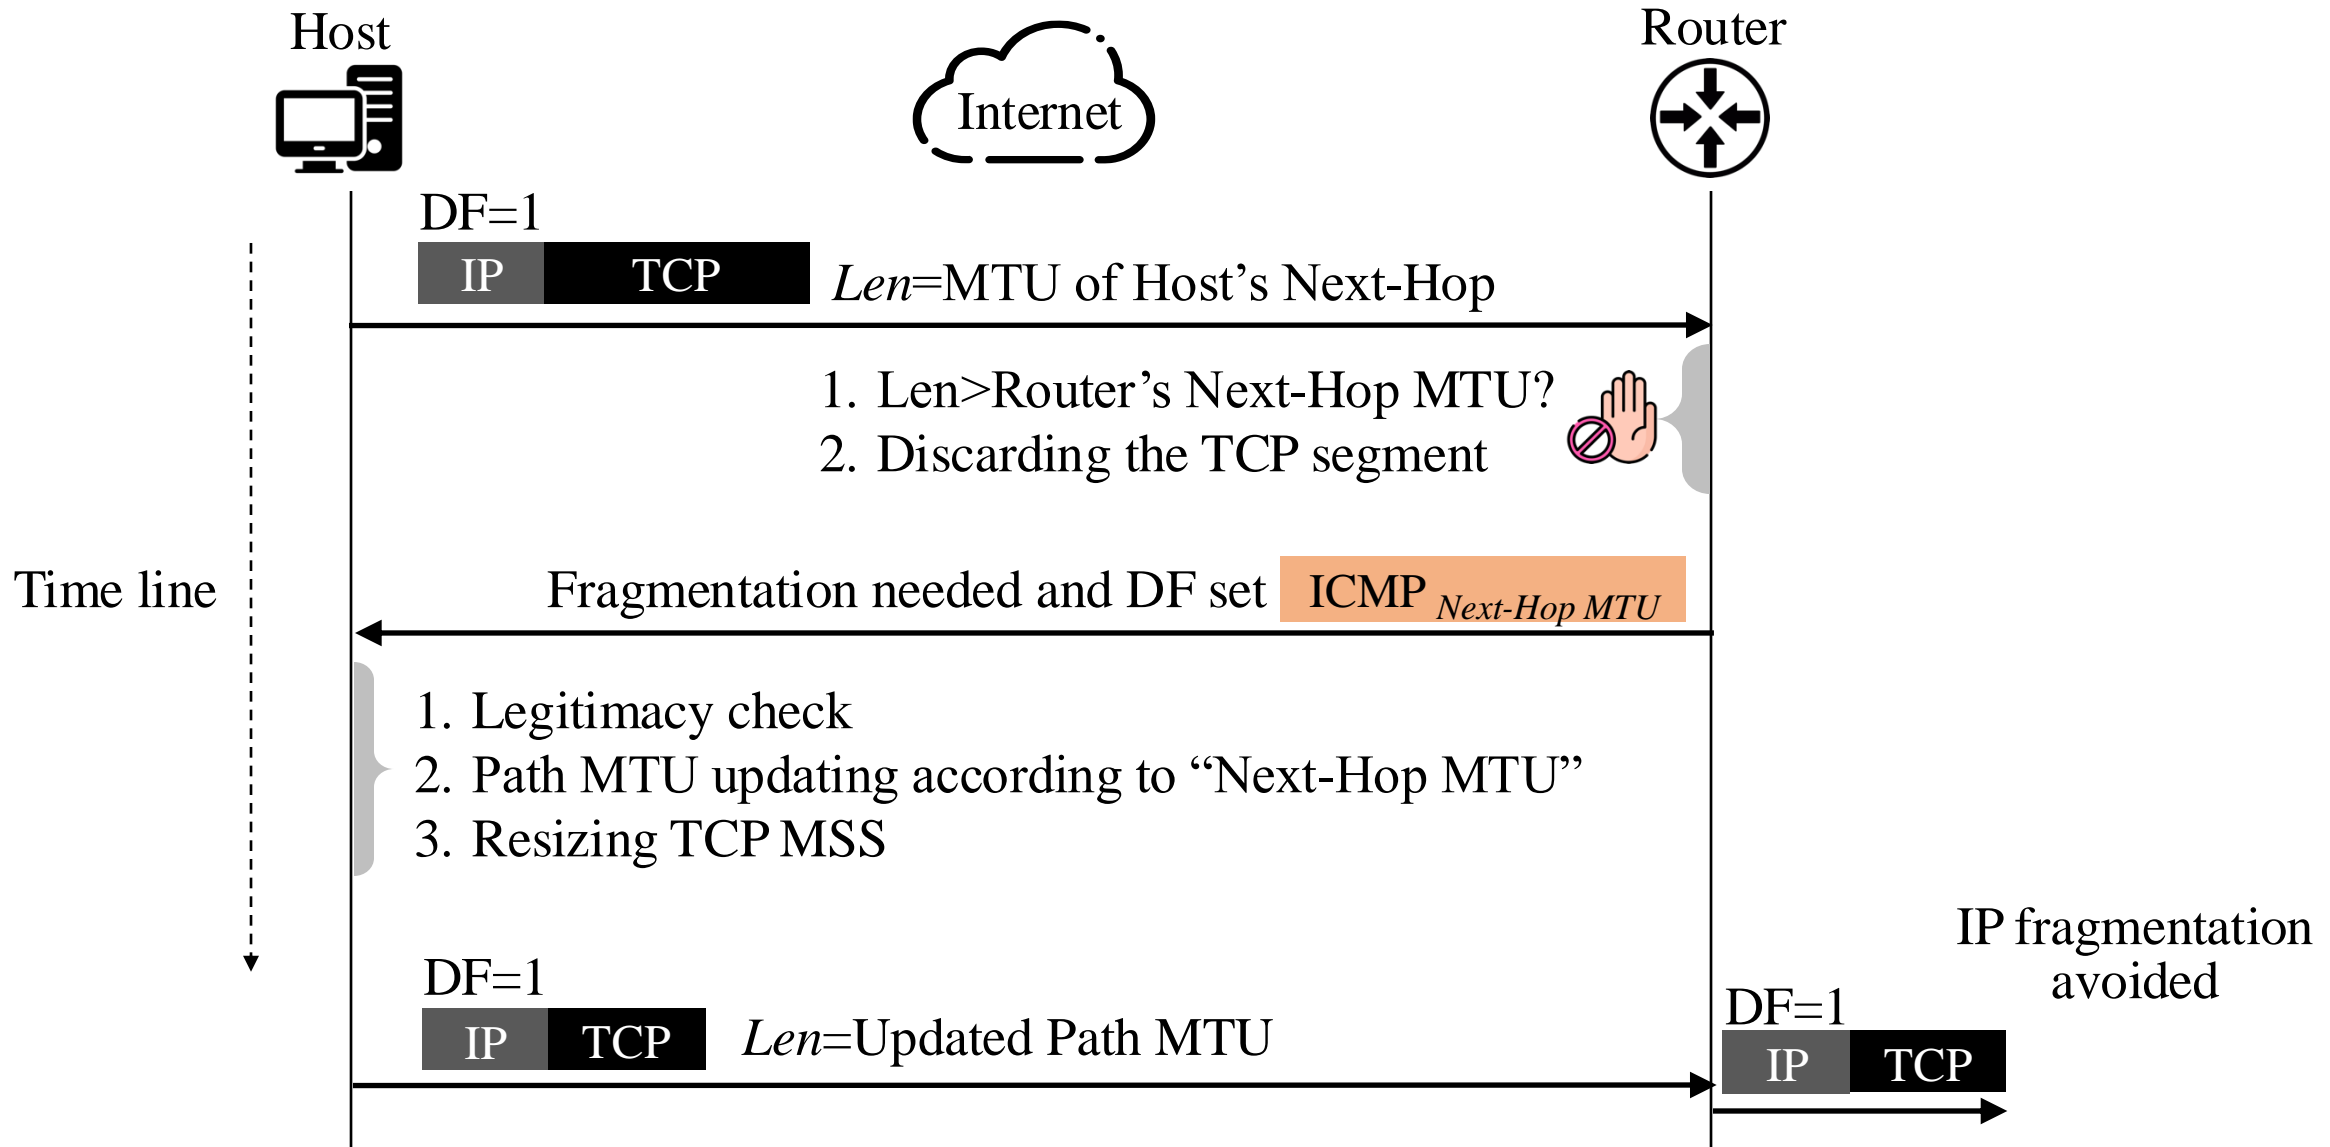 Host
Internet
Router
DF=1
IP
TCP
Len=MTU of Host’s Next-Hop
1. Len>Router’s Next-Hop MTU?
2. Discarding the TCP segment
Time line
Fragmentation needed and DF set
ICMP Next-Hop MTU
1. Legitimacy check
2. Path MTU updating according to “Next-Hop MTU”
3. Resizing TCP MSS
IP fragmentation
avoided
DF=1
IP
TCP
Len=Updated Path MTU
DF=1
IP
TCP